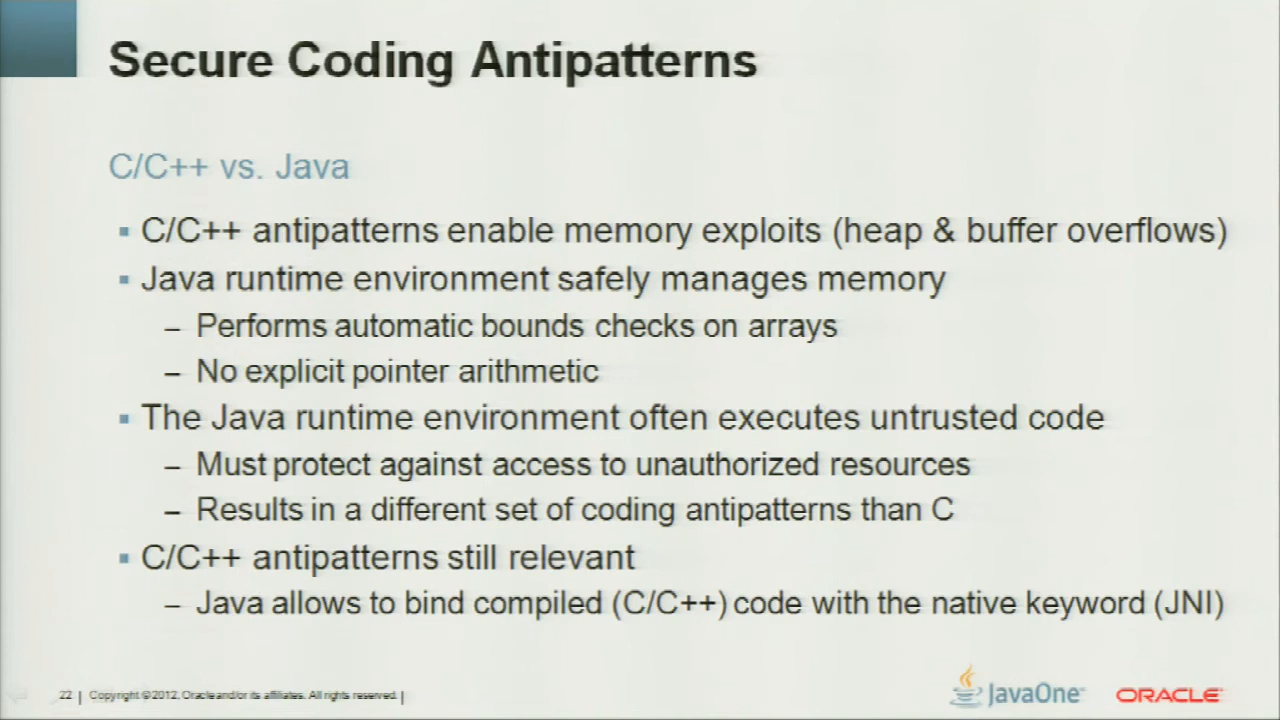 Secure Coding Antipatterns
C/C++ vs. Java
▪ C/C++ antipatterns enable memory exploits (heap & buffer overflows)
▪ Java runtime environment safely manages memory
– Performs automatic bounds checks on arrays
– No explicit pointer arithmetic
▪ The Java runtime environment often executes untrusted code
– Must protect against access to unauthorized resources
– Results in a different set of coding antipatterns than C
▪ C/C++ antipatterns still relevant
– Java allows to bind compiled (C/C++) code with the native keyword (JNI)
22 | Copyright © 2012, Oracle and/or its affiliates. All rights reserved. |
JavaOne
ORACLE